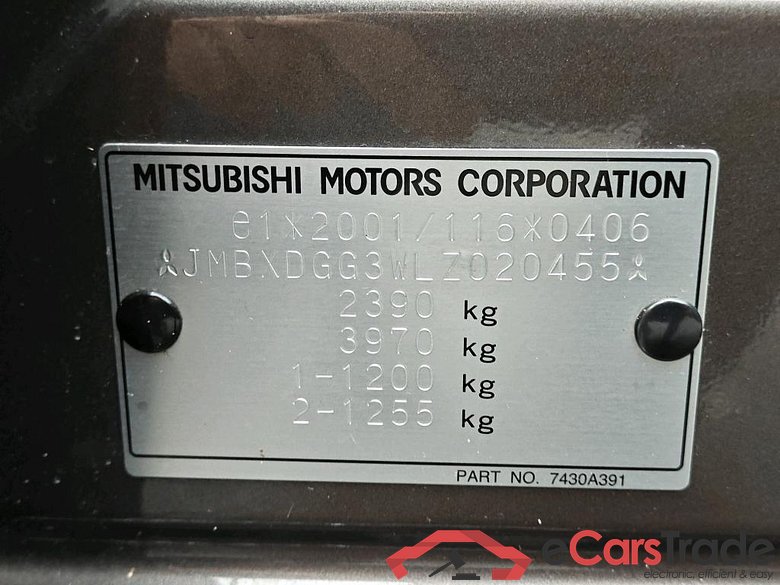 MITSUBISHI MOTORS CORPORATION
e1*2001/116*0406
JMBXDGG3WLZ020455
2390 kg
3970 kg
1-1200 kg
2-1255 kg
PART NO. 7430A391
eCarsTrade
electronic, efficient & easy